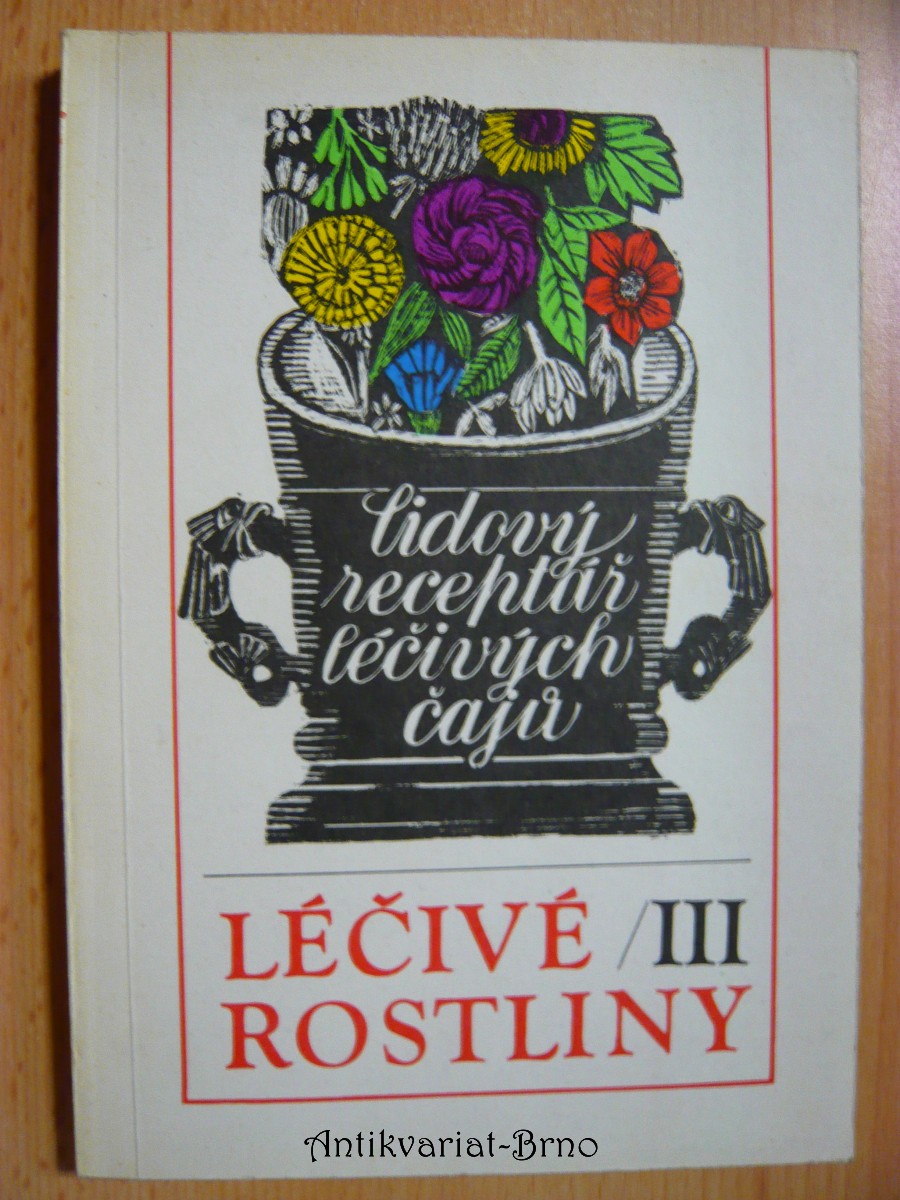 lidový
receptář
léčivých
čajů
LÉČIVÉ /III
ROSTLINY
Antikvariat-Brno